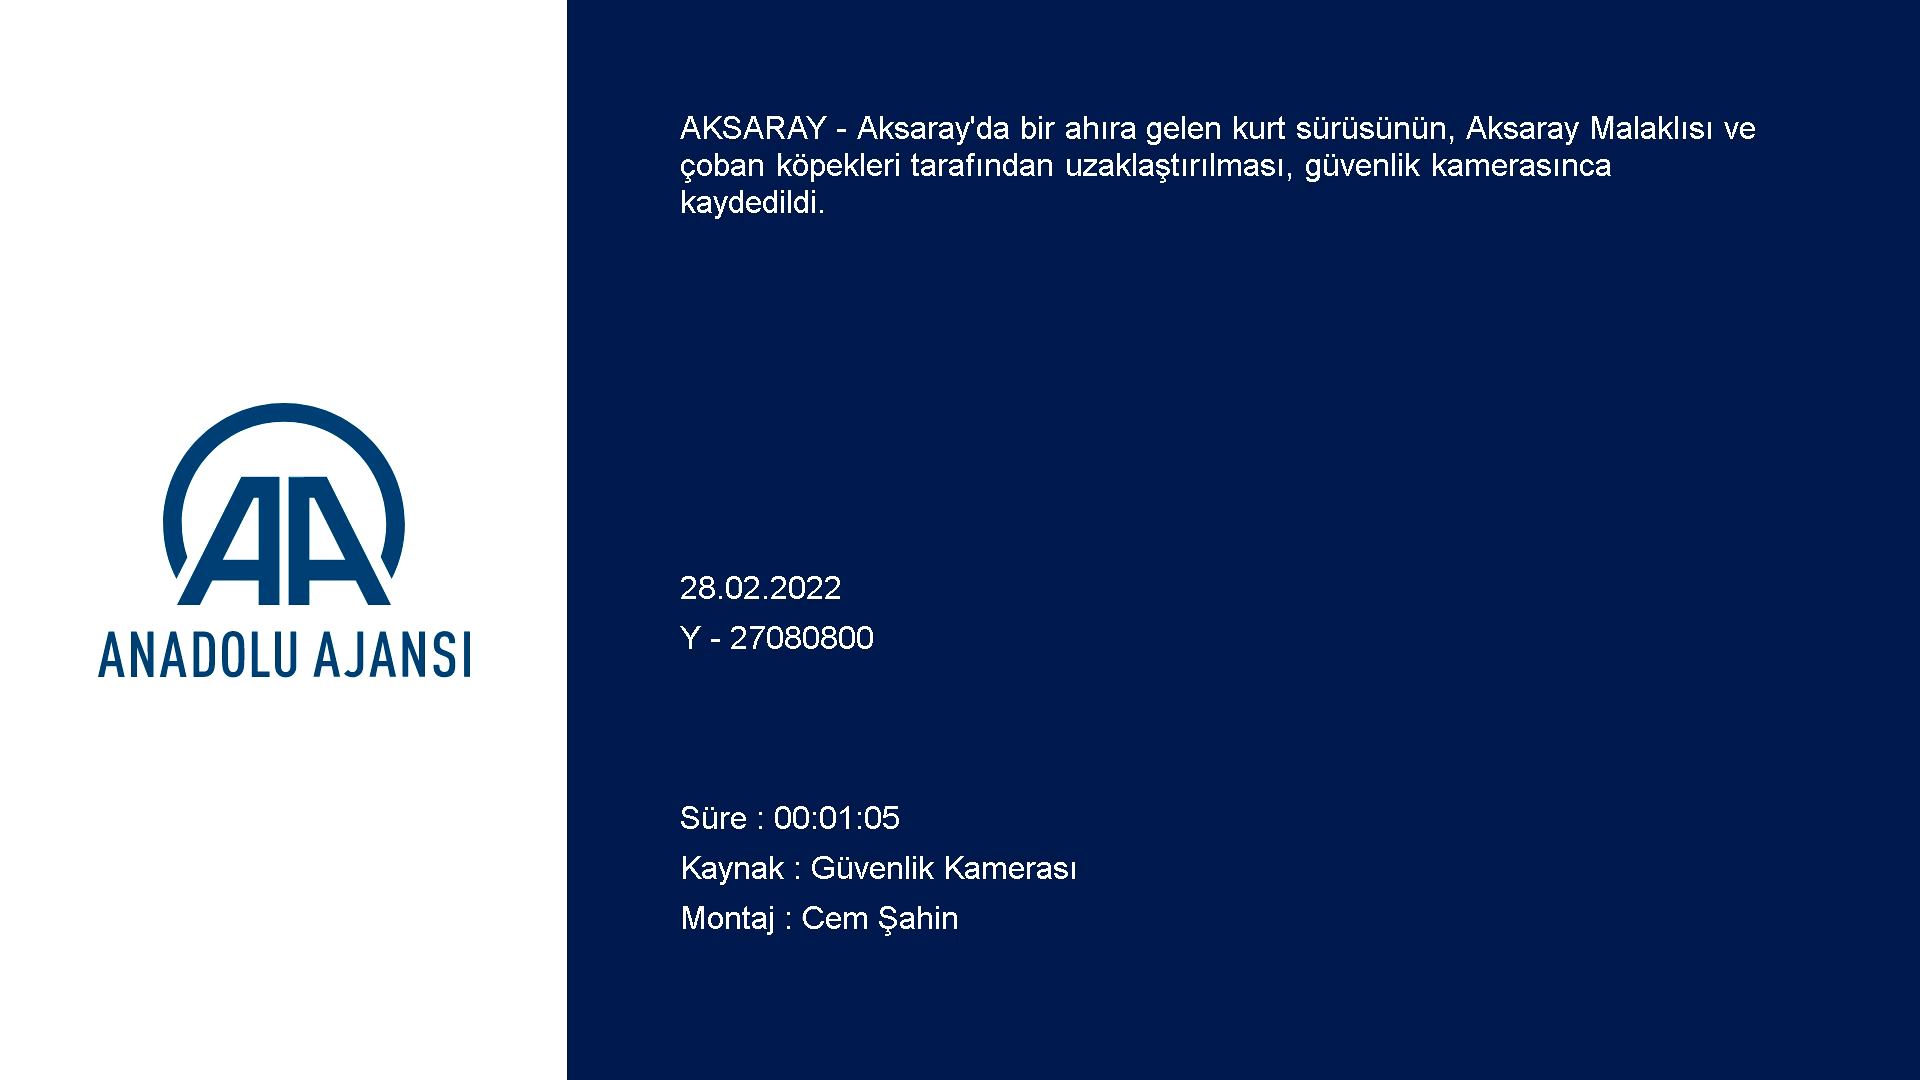 AKSARAY - Aksaray'da bir ahıra gelen kurt sürüsünün, Aksaray Malaklısı ve
çoban köpekleri tarafından uzaklaştırılması, güvenlik kamerasınca
kaydedildi.
AA
ANADOLU AJANSI
28.02.2022
Y - 27080800
Süre : 00:01:05
Kaynak : Güvenlik Kamerası
Montaj : Cem Şahin